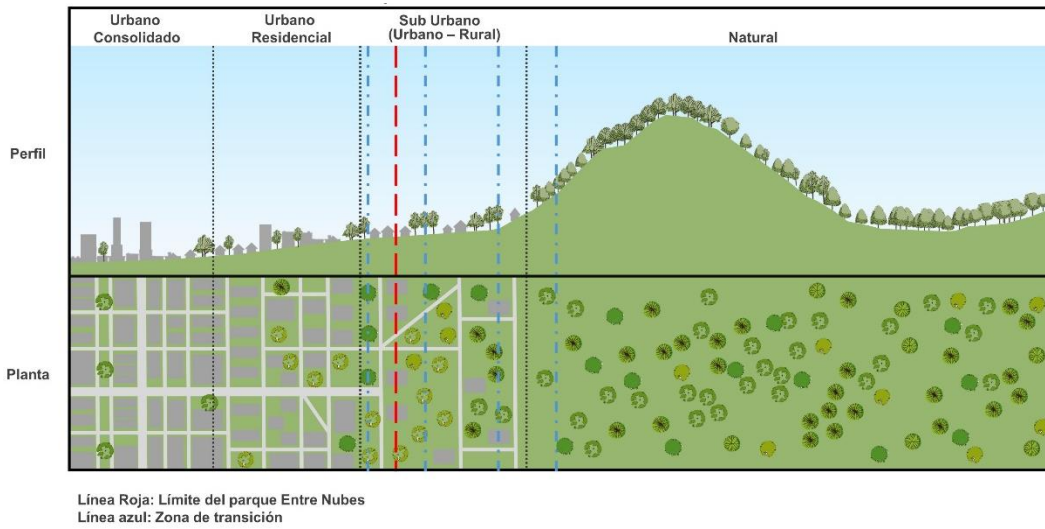 Urbano
Consolidado
Urbano
Residencial
Sub Urbano
(Urbano – Rural)
Natural
Perfil
Planta
Línea Roja: Límite del parque Entre Nubes
Línea azul: Zona de transición